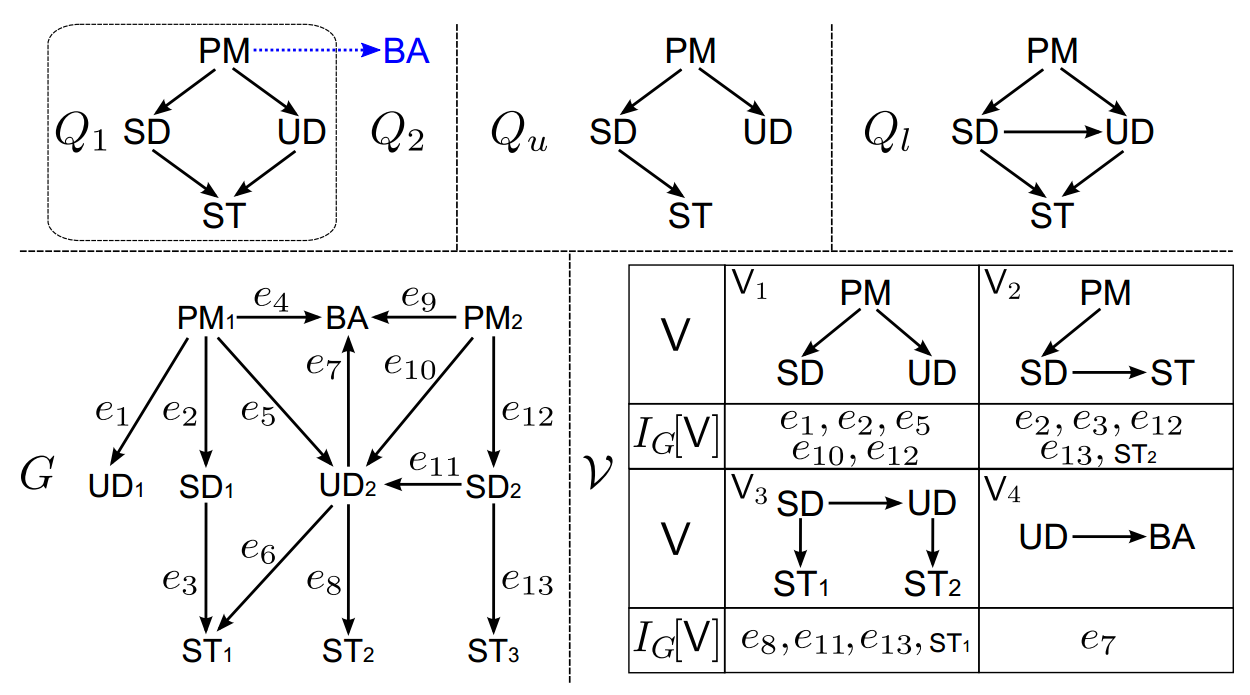 PM BA PM PM
Q1 SD UD Q2 Qu SD UD Ql SD UD
ST ST ST
e4 e9
PM1 BA PM2
e7 e10
e1 e2 e5 e12
G UD1 SD1 UD2 e11 SD2
e6
e3 e8 e13
ST1 ST2 ST3
𝒱
V V1 PM V2 PM
SD UD SD ST
IG[V] e1, e2, e5 e2, e3, e12
e10, e12 e13, ST2
V V3 SD UD V4
UD BA
ST1 ST2
IG[V] e8, e11, e13, ST1 e7